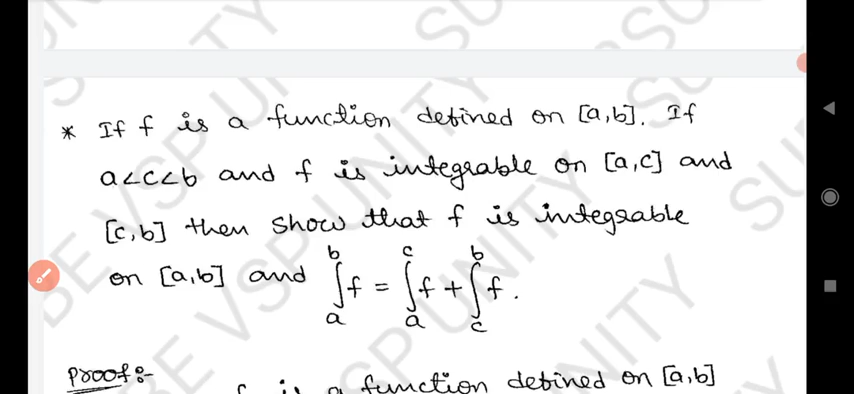 * If f is a function defined on [a,b]. If
a<c<b and f is integrable on [a,c] and
[c,b] then show that f is integrable
on [a,b] and ∫ₐᵇ f = ∫ₐᶜ f + ∫꜀ᵇ f.
Proof:-
f is a function defined on [a,b]